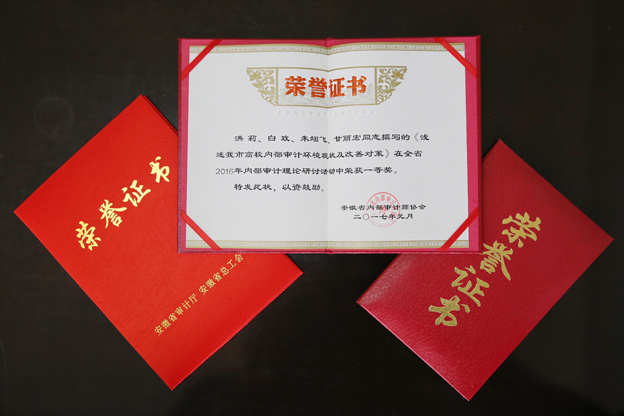 荣誉证书
CONGRATULATION
洪莉、白玫、朱翊飞、甘丽宏同志撰写的《浅
述我市高校内部审计环境现状及改善对策》在全省
2016年内部审计理论研讨活动中荣获一等奖。
特发此状，以资鼓励。
安徽省内部审计师协会
二〇一七年元月
荣誉证书
安徽省审计厅 安徽省总工会
荣誉证书